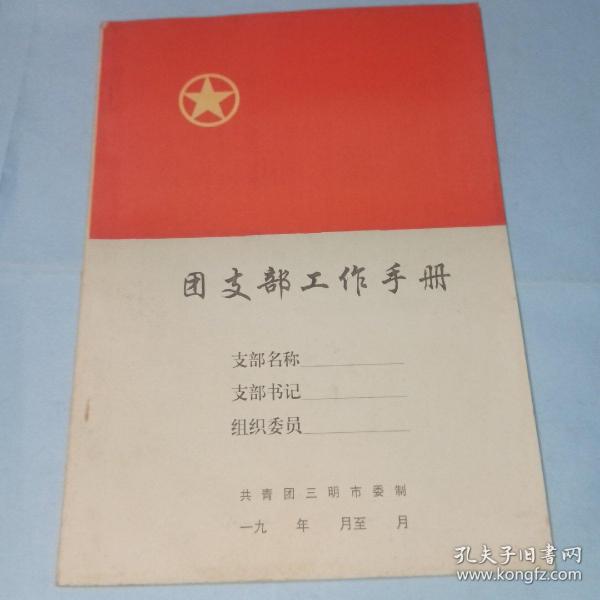 团支部工作手册
支部名称
支部书记
组织委员
共青团三明市委制
一九 年 月至 月
孔夫子旧书网
www.kongfz.com